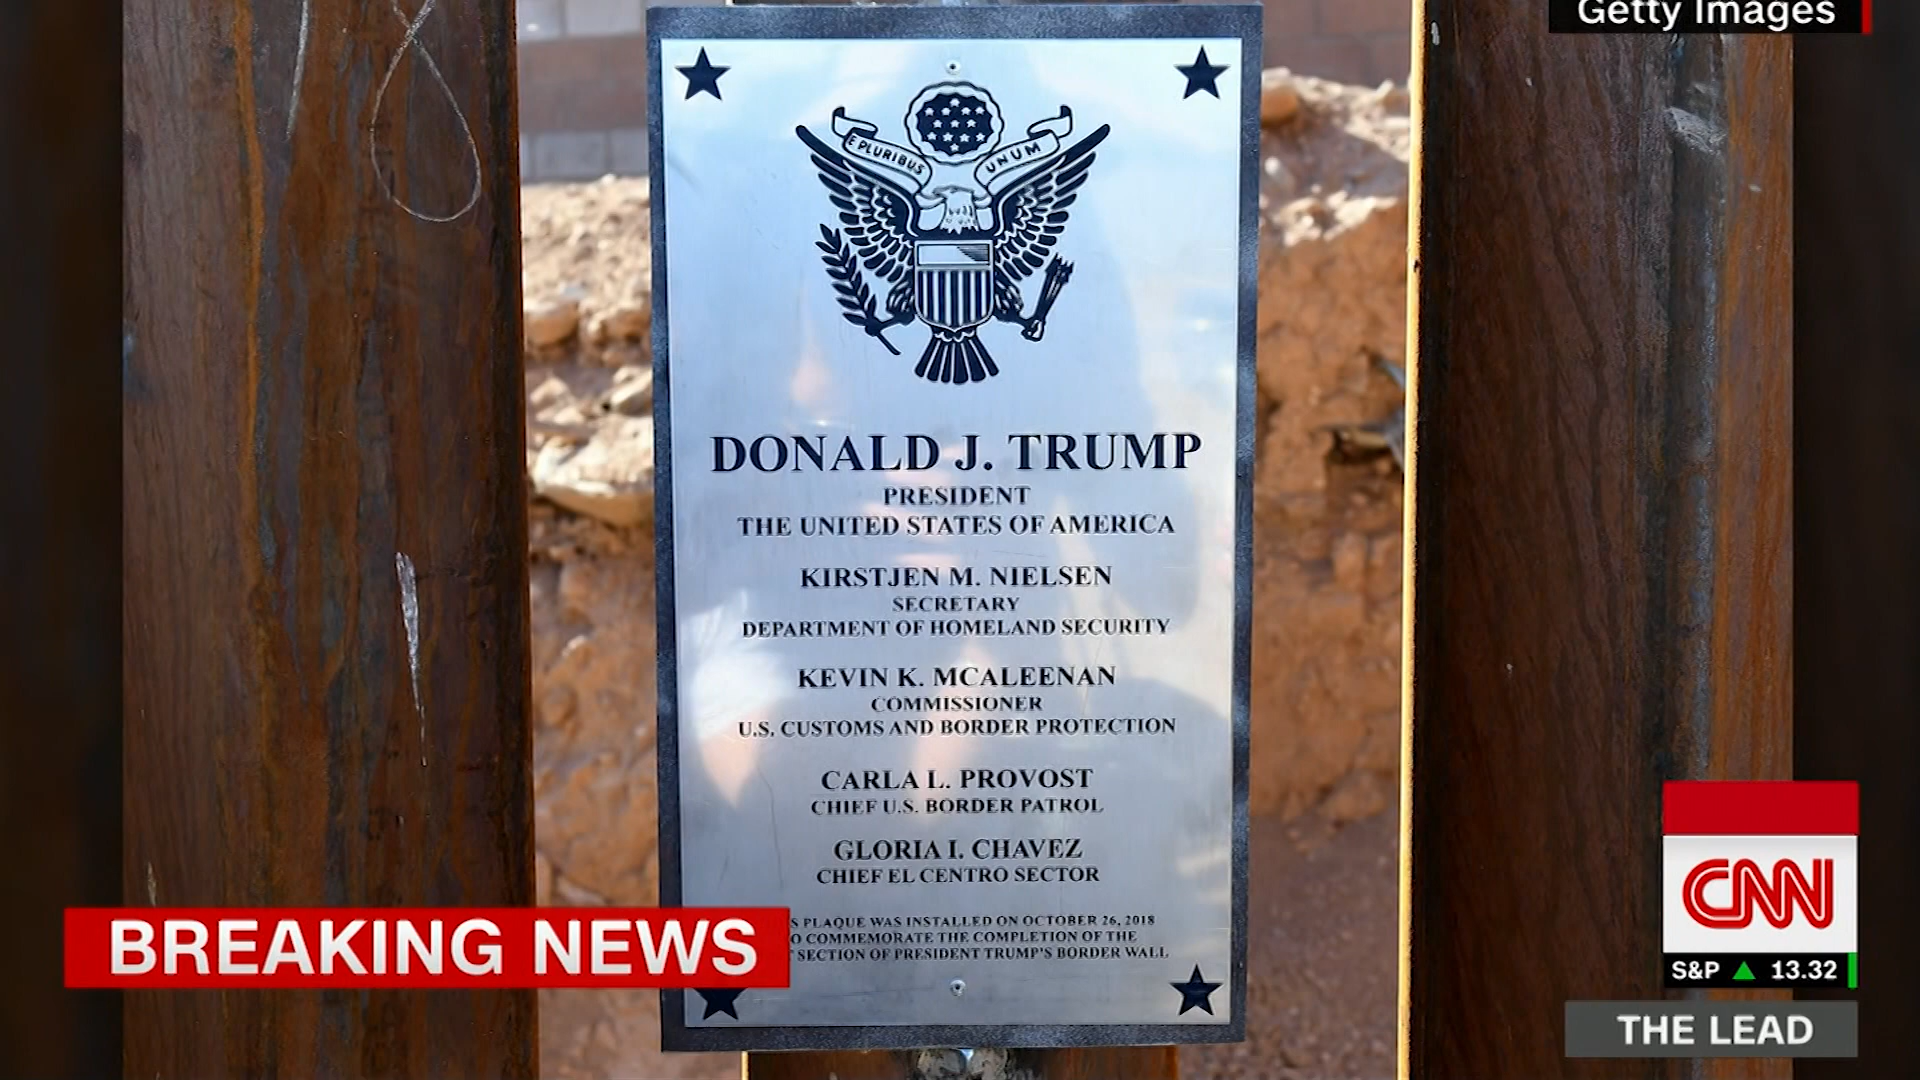 Getty Images
E PLURIBUS UNUM
DONALD J. TRUMP
PRESIDENT
THE UNITED STATES OF AMERICA
KIRSTJEN M. NIELSEN
SECRETARY
DEPARTMENT OF HOMELAND SECURITY
KEVIN K. MCALEENAN
COMMISSIONER
U.S. CUSTOMS AND BORDER PROTECTION
CARLA L. PROVOST
CHIEF U.S. BORDER PATROL
GLORIA I. CHAVEZ
CHIEF EL CENTRO SECTOR
S PLAQUE WAS INSTALLED ON OCTOBER 26, 2018
O COMMEMORATE THE COMPLETION OF THE
SECTION OF PRESIDENT TRUMP'S BORDER WALL
BREAKING NEWS
CNN
S&P ▲ 13.32
THE LEAD